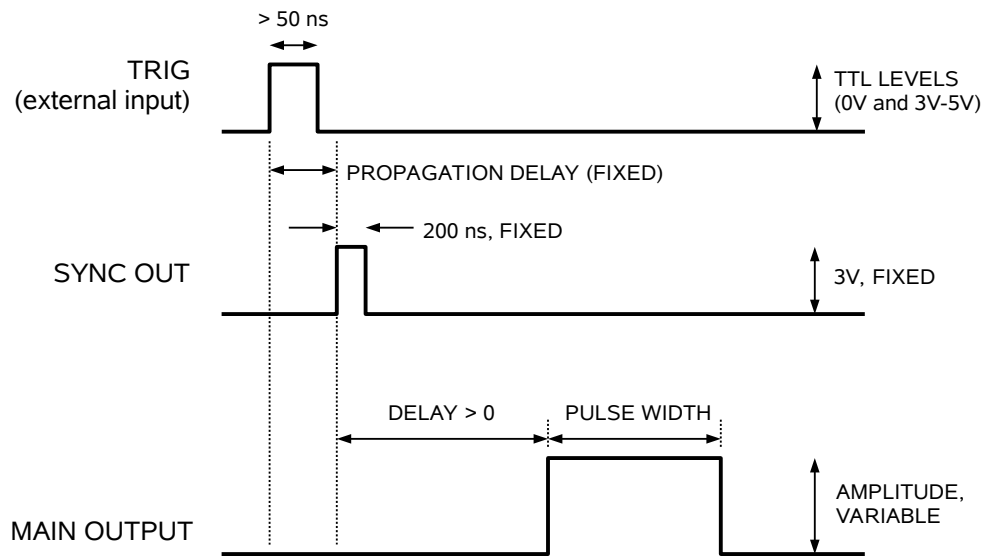 > 50 ns
TRIG
(external input)
TTL LEVELS
(0V and 3V-5V)
PROPAGATION DELAY (FIXED)
200 ns, FIXED
SYNC OUT
3V, FIXED
DELAY > 0
PULSE WIDTH
AMPLITUDE,
VARIABLE
MAIN OUTPUT